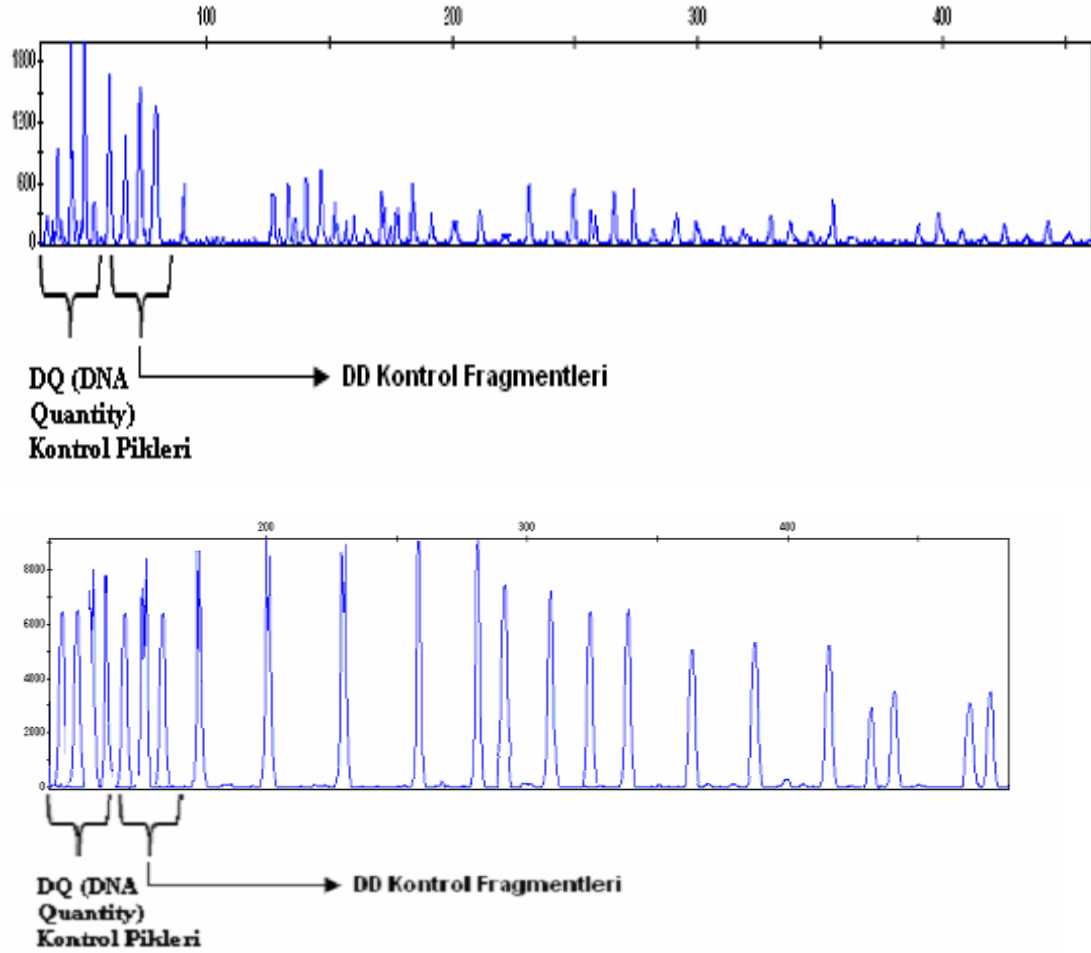 100 200 300 400
1800
1200
600
0
DQ (DNA
Quantity)
Kontrol Pikleri
DD Kontrol Fragmentleri
200 300 400
8000
6000
4000
2000
0
DQ (DNA
Quantity)
Kontrol Pikleri
DD Kontrol Fragmentleri